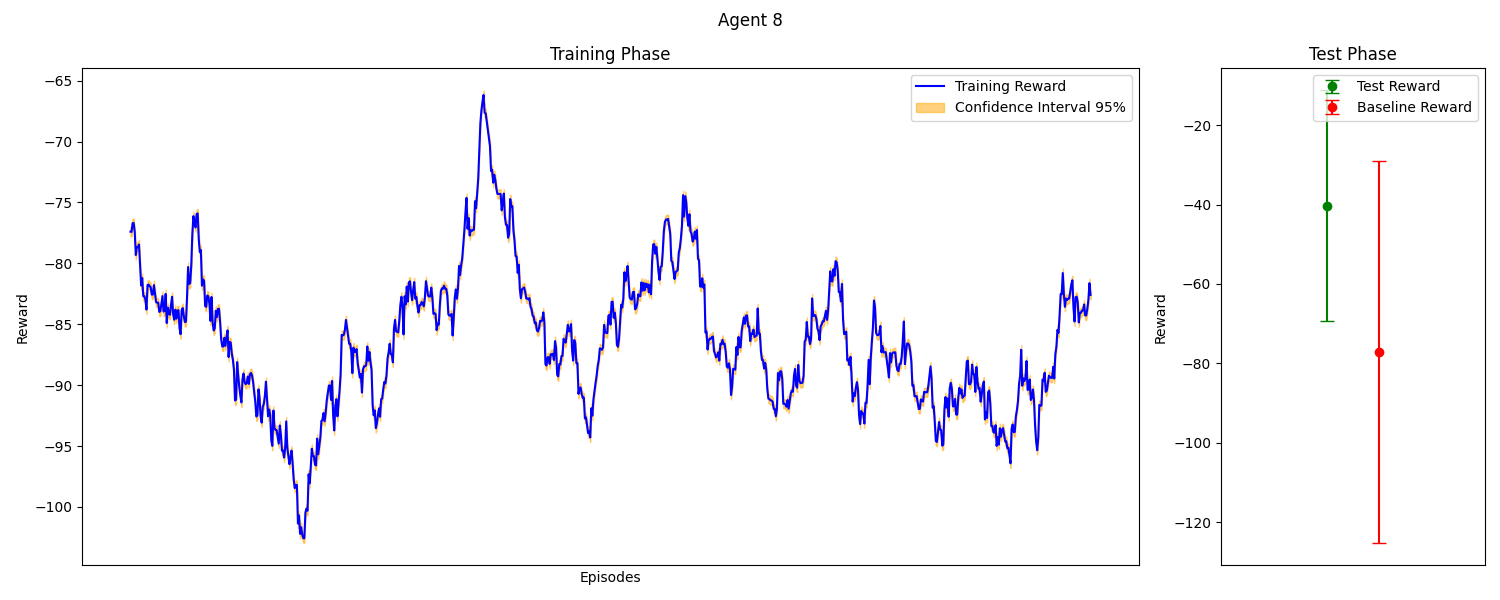 Agent 8
Training Phase
Reward
−65
−70
−75
−80
−85
−90
−95
−100
Training Reward
Confidence Interval 95%
Episodes
Test Phase
Reward
−20
−40
−60
−80
−100
−120
Test Reward
Baseline Reward